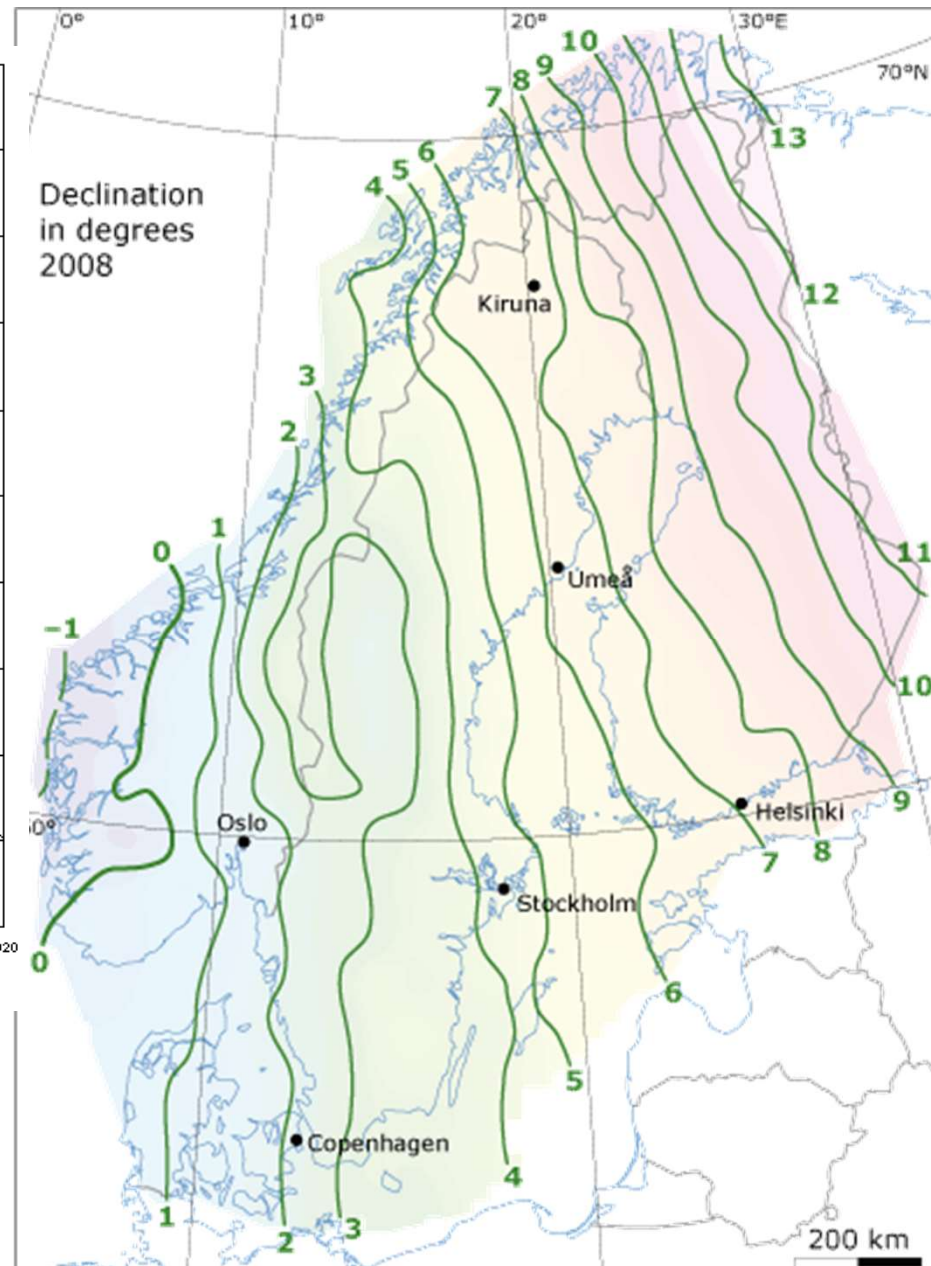 0°
10°
20°
30°E
70°N
Declination
in degrees
2008
10
9
8
7
6
5
4
13
12
Kiruna
3
2
1
0
−1
11
Umeå
10
9
Oslo
Helsinki
7
8
Stockholm
0
6
5
Copenhagen
4
1
2
3
200 km